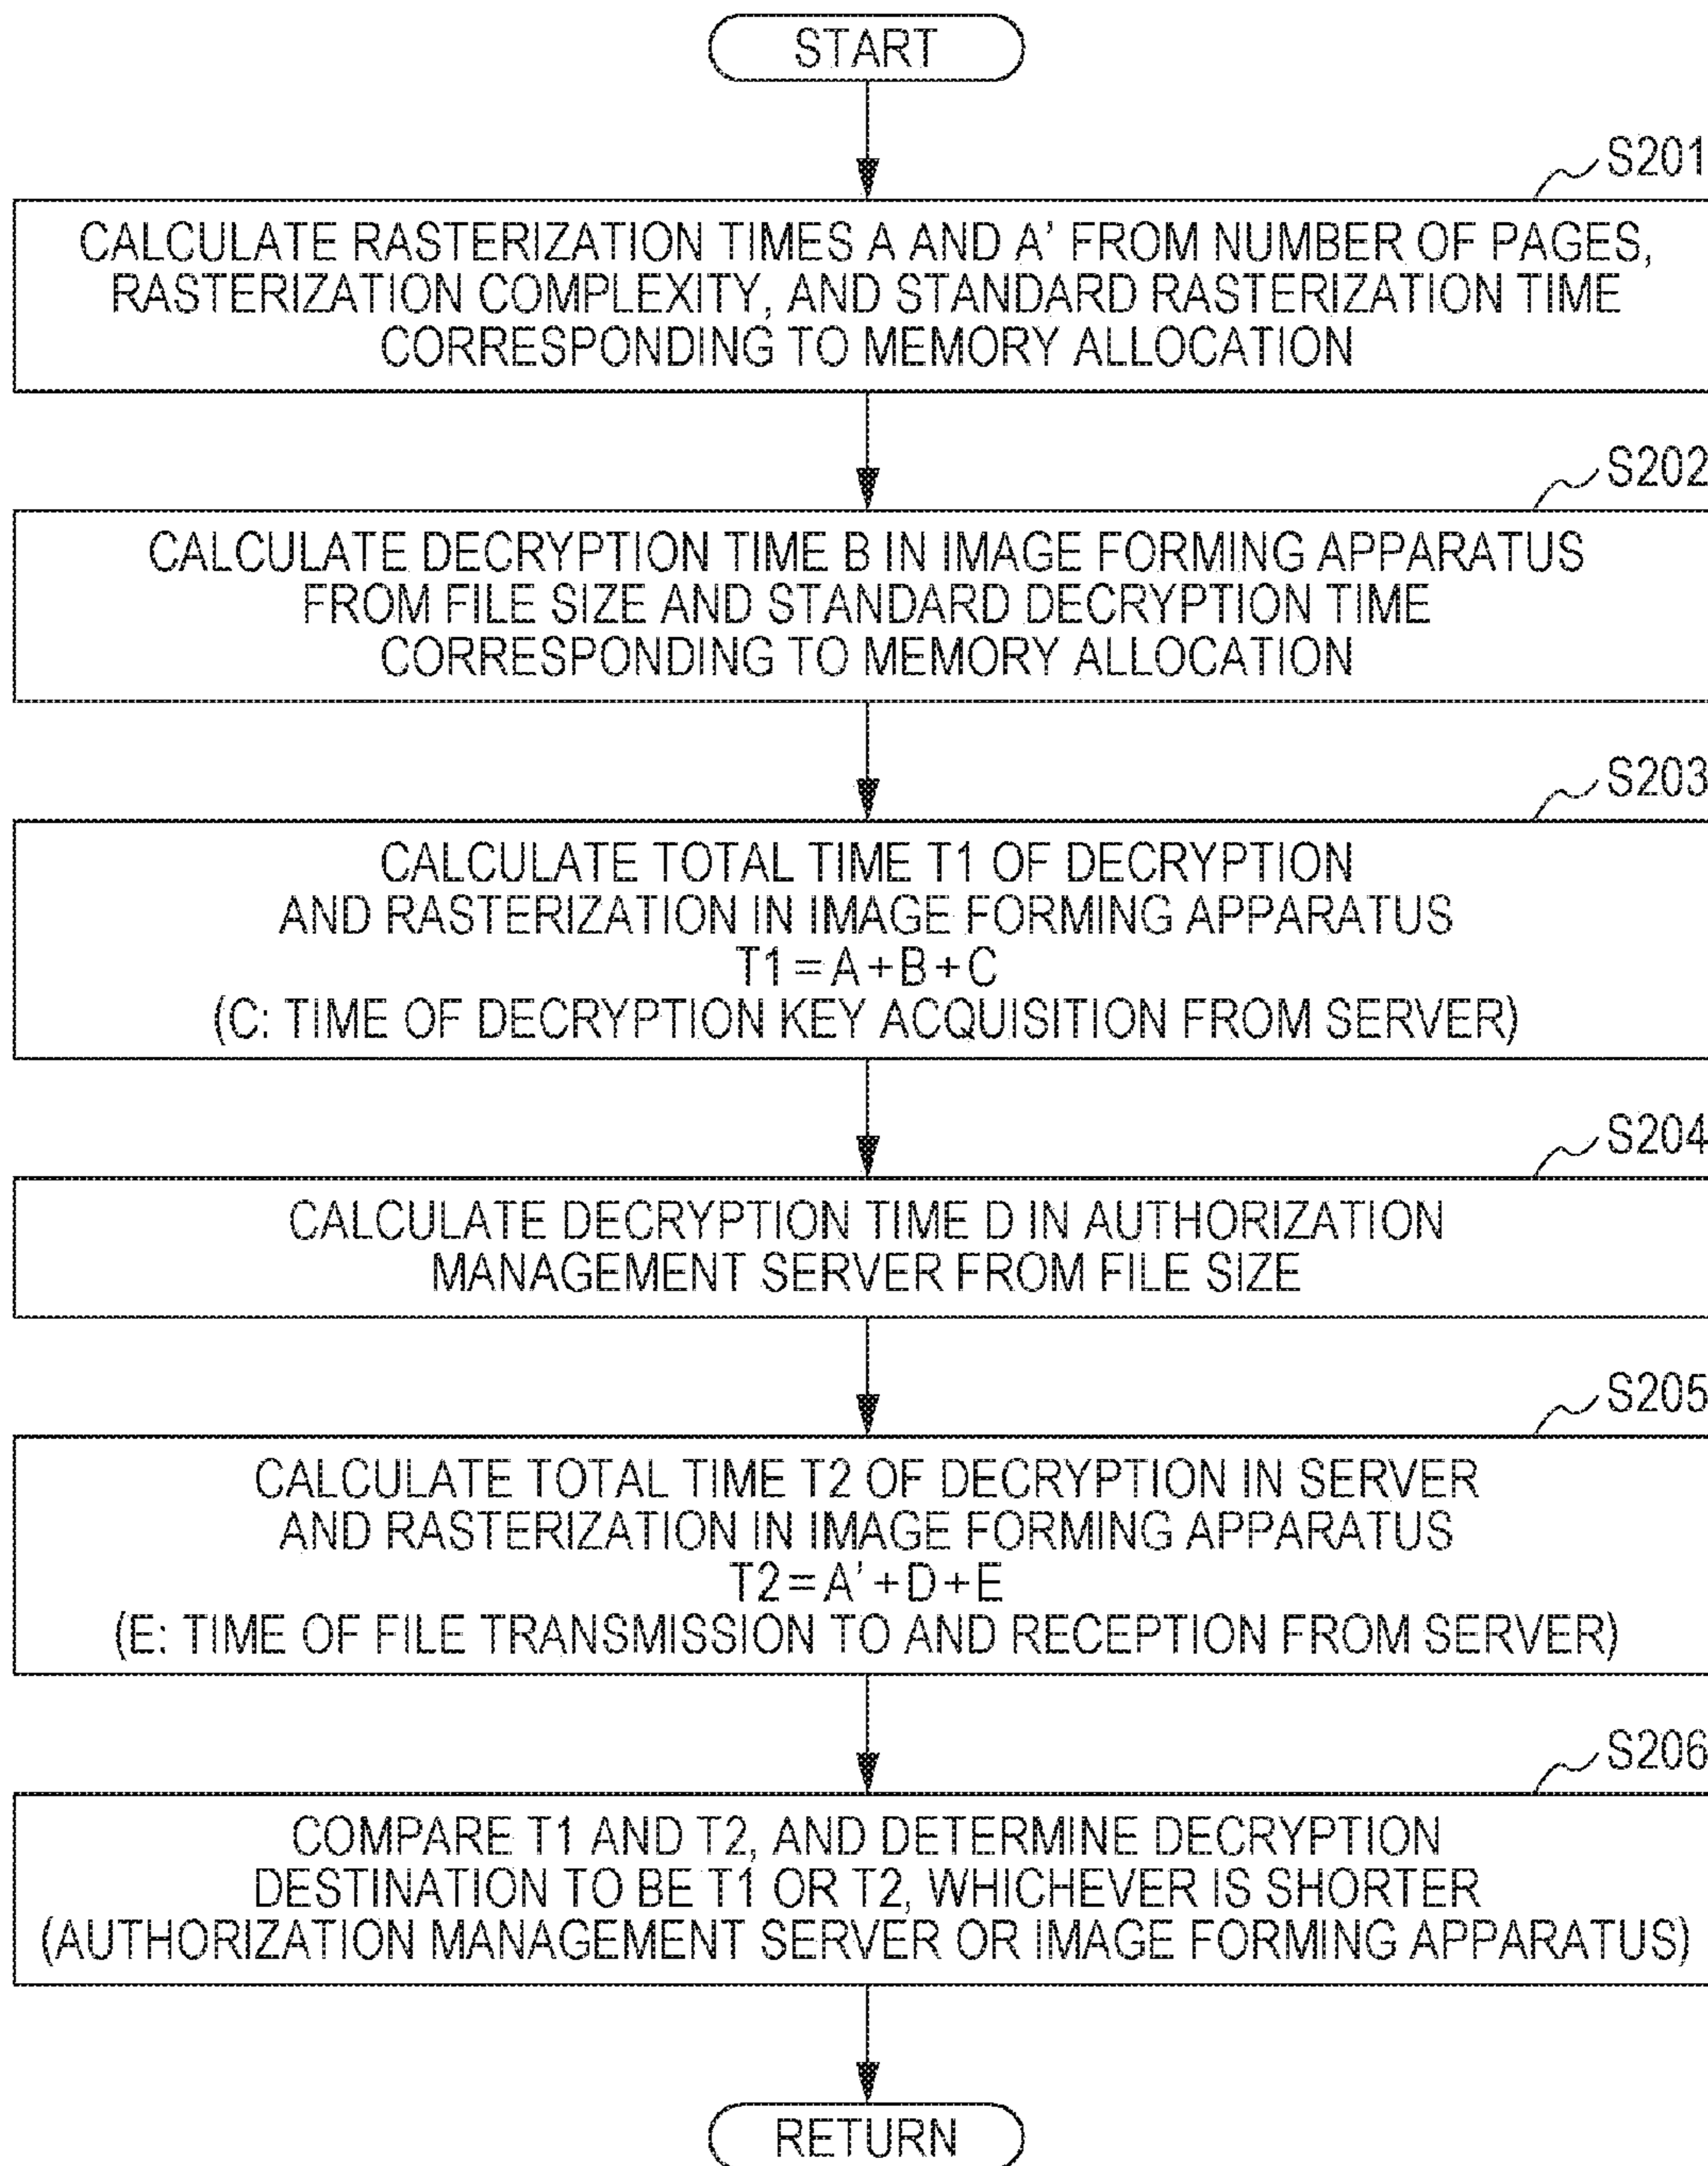 START
S201
CALCULATE RASTERIZATION TIMES A AND A' FROM NUMBER OF PAGES,
RASTERIZATION COMPLEXITY, AND STANDARD RASTERIZATION TIME
CORRESPONDING TO MEMORY ALLOCATION
S202
CALCULATE DECRYPTION TIME B IN IMAGE FORMING APPARATUS
FROM FILE SIZE AND STANDARD DECRYPTION TIME
CORRESPONDING TO MEMORY ALLOCATION
S203
CALCULATE TOTAL TIME T1 OF DECRYPTION
AND RASTERIZATION IN IMAGE FORMING APPARATUS
T1=A+B+C
(C: TIME OF DECRYPTION KEY ACQUISITION FROM SERVER)
S204
CALCULATE DECRYPTION TIME D IN AUTHORIZATION
MANAGEMENT SERVER FROM FILE SIZE
S205
CALCULATE TOTAL TIME T2 OF DECRYPTION IN SERVER
AND RASTERIZATION IN IMAGE FORMING APPARATUS
T2=A'+D+E
(E: TIME OF FILE TRANSMISSION TO AND RECEPTION FROM SERVER)
S206
COMPARE T1 AND T2, AND DETERMINE DECRYPTION
DESTINATION TO BE T1 OR T2, WHICHEVER IS SHORTER
(AUTHORIZATION MANAGEMENT SERVER OR IMAGE FORMING APPARATUS)
RETURN